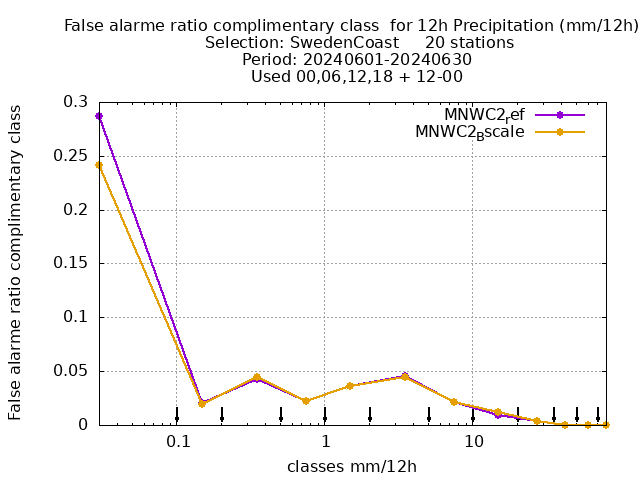 False alarme ratio complimentary class  for 12h Precipitation (mm/12h)
Selection: SwedenCoast     20 stations
Period: 20240601-20240630
Used 00,06,12,18 + 12-00
MNWC2ref
MNWC2Bscale
False alarme ratio complimentary class
0.3
0.25
0.2
0.15
0.1
0.05
0
0.1
1
10
classes mm/12h